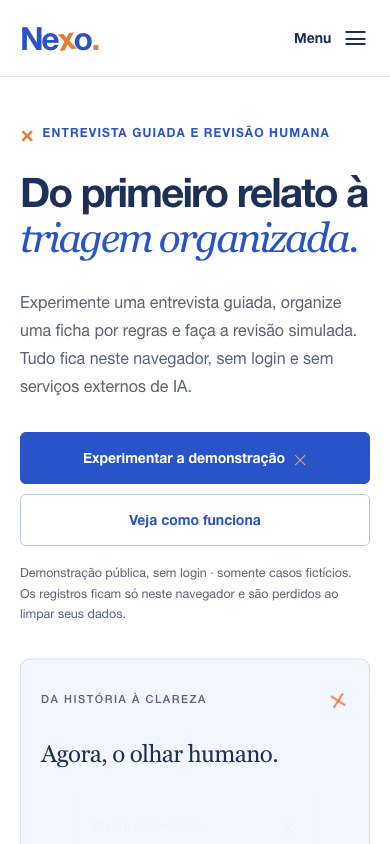 Nexo.
Menu
ENTREVISTA GUIADA E REVISÃO HUMANA
Do primeiro relato à
triagem organizada.
Experimente uma entrevista guiada, organize
uma ficha por regras e faça a revisão simulada.
Tudo fica neste navegador, sem login e sem
serviços externos de IA.
Experimentar a demonstração
Veja como funciona
Demonstração pública, sem login · somente casos fictícios.
Os registros ficam só neste navegador e são perdidos ao
limpar seus dados.
DA HISTÓRIA À CLAREZA
Agora, o olhar humano.